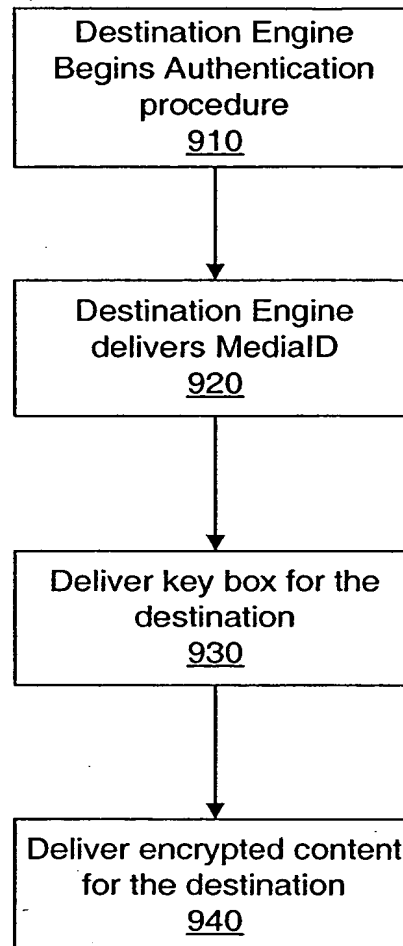 Destination Engine
Begins Authentication
procedure
910
Destination Engine
delivers MediaID
920
Deliver key box for the
destination
930
Deliver encrypted content
for the destination
940